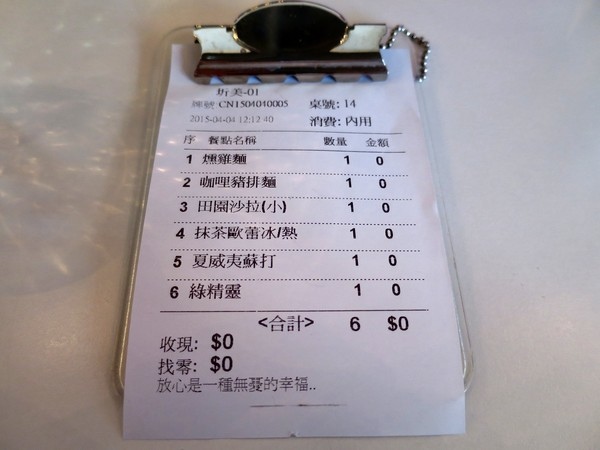 圻美-01
牌號:CN1504040005 桌號: 14
2015-04-04 12:12:40 消費: 內用
序 餐點名稱 數量 金額
1 燻雞麵 1 0
2 咖哩豬排麵 1 0
3 田園沙拉(小) 1 0
4 抹茶歐蕾冰/熱 1 0
5 夏威夷蘇打 1 0
6 綠精靈 1 0
<合計> 6 $0
收現: $0
找零: $0
放心是一種無憂的幸福..